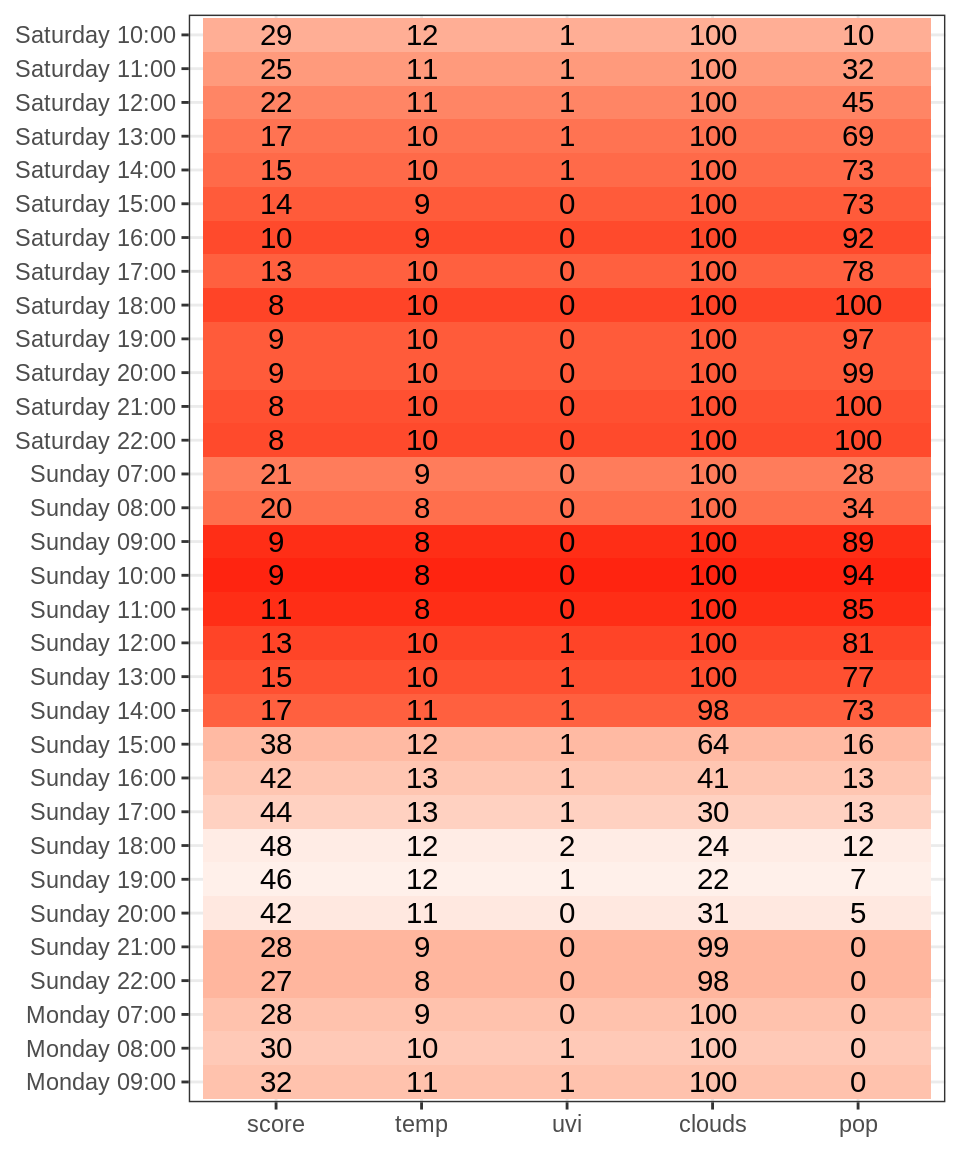 Saturday 10:00 29 12 1 100 10
Saturday 11:00 25 11 1 100 32
Saturday 12:00 22 11 1 100 45
Saturday 13:00 17 10 1 100 69
Saturday 14:00 15 10 1 100 73
Saturday 15:00 14 9 0 100 73
Saturday 16:00 10 9 0 100 92
Saturday 17:00 13 10 0 100 78
Saturday 18:00 8 10 0 100 100
Saturday 19:00 9 10 0 100 97
Saturday 20:00 9 10 0 100 99
Saturday 21:00 8 10 0 100 100
Saturday 22:00 8 10 0 100 100
Sunday 07:00 21 9 0 100 28
Sunday 08:00 20 8 0 100 34
Sunday 09:00 9 8 0 100 89
Sunday 10:00 9 8 0 100 94
Sunday 11:00 11 8 0 100 85
Sunday 12:00 13 10 1 100 81
Sunday 13:00 15 10 1 100 77
Sunday 14:00 17 11 1 98 73
Sunday 15:00 38 12 1 64 16
Sunday 16:00 42 13 1 41 13
Sunday 17:00 44 13 1 30 13
Sunday 18:00 48 12 2 24 12
Sunday 19:00 46 12 1 22 7
Sunday 20:00 42 11 0 31 5
Sunday 21:00 28 9 0 99 0
Sunday 22:00 27 8 0 98 0
Monday 07:00 28 9 0 100 0
Monday 08:00 30 10 1 100 0
Monday 09:00 32 11 1 100 0
score temp uvi clouds pop